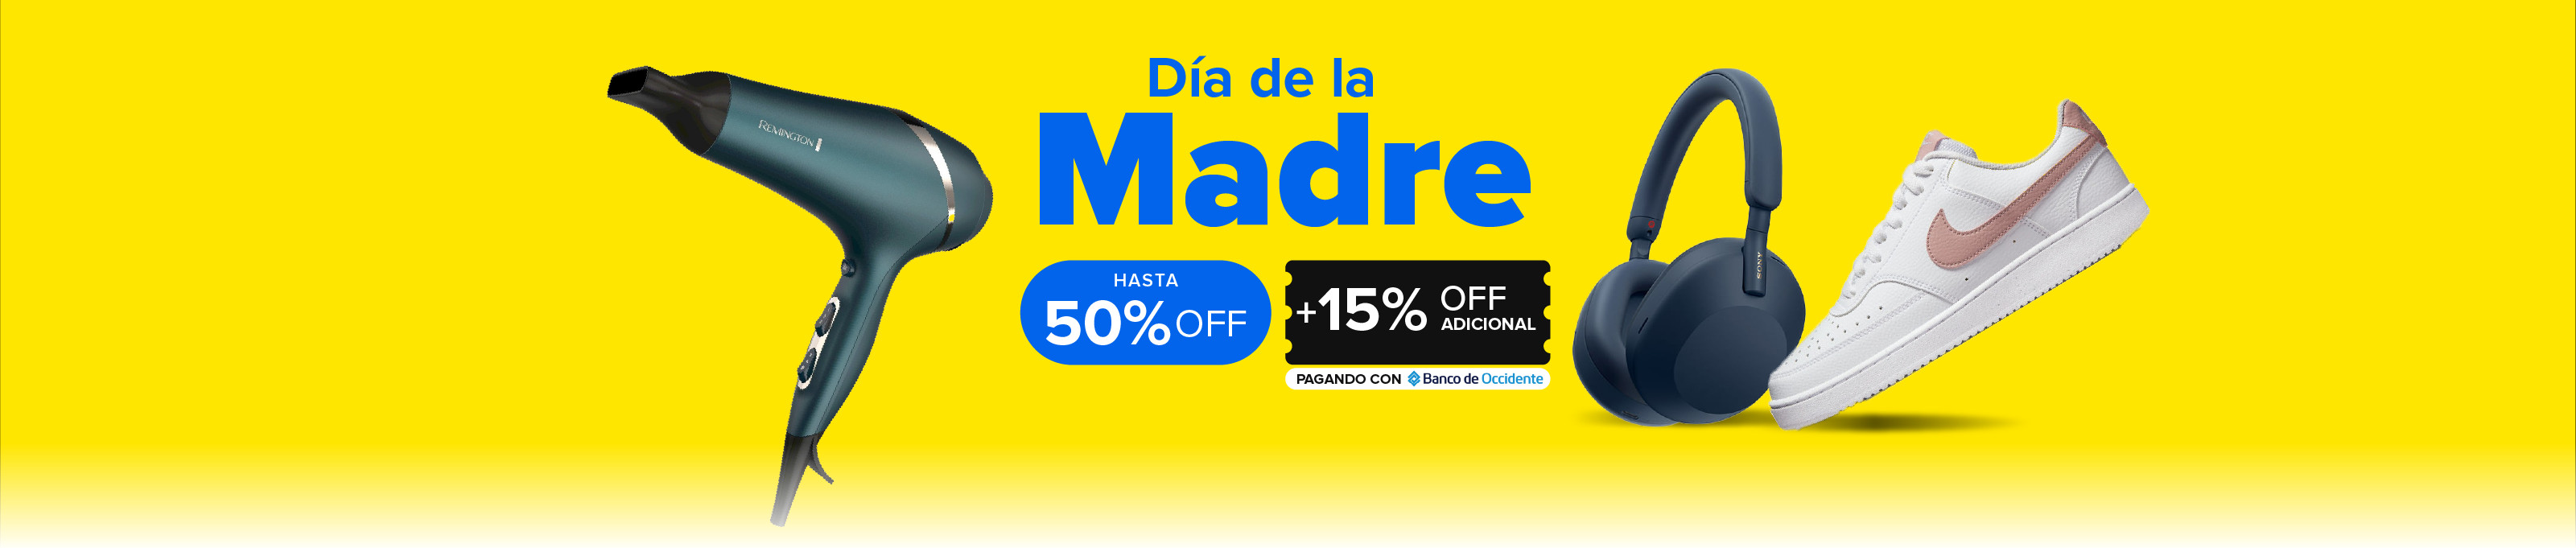 Día de la
Madre
REMINGTON
HASTA
50% OFF
+15% OFF
ADICIONAL
PAGANDO CON Banco de Occidente
SONY